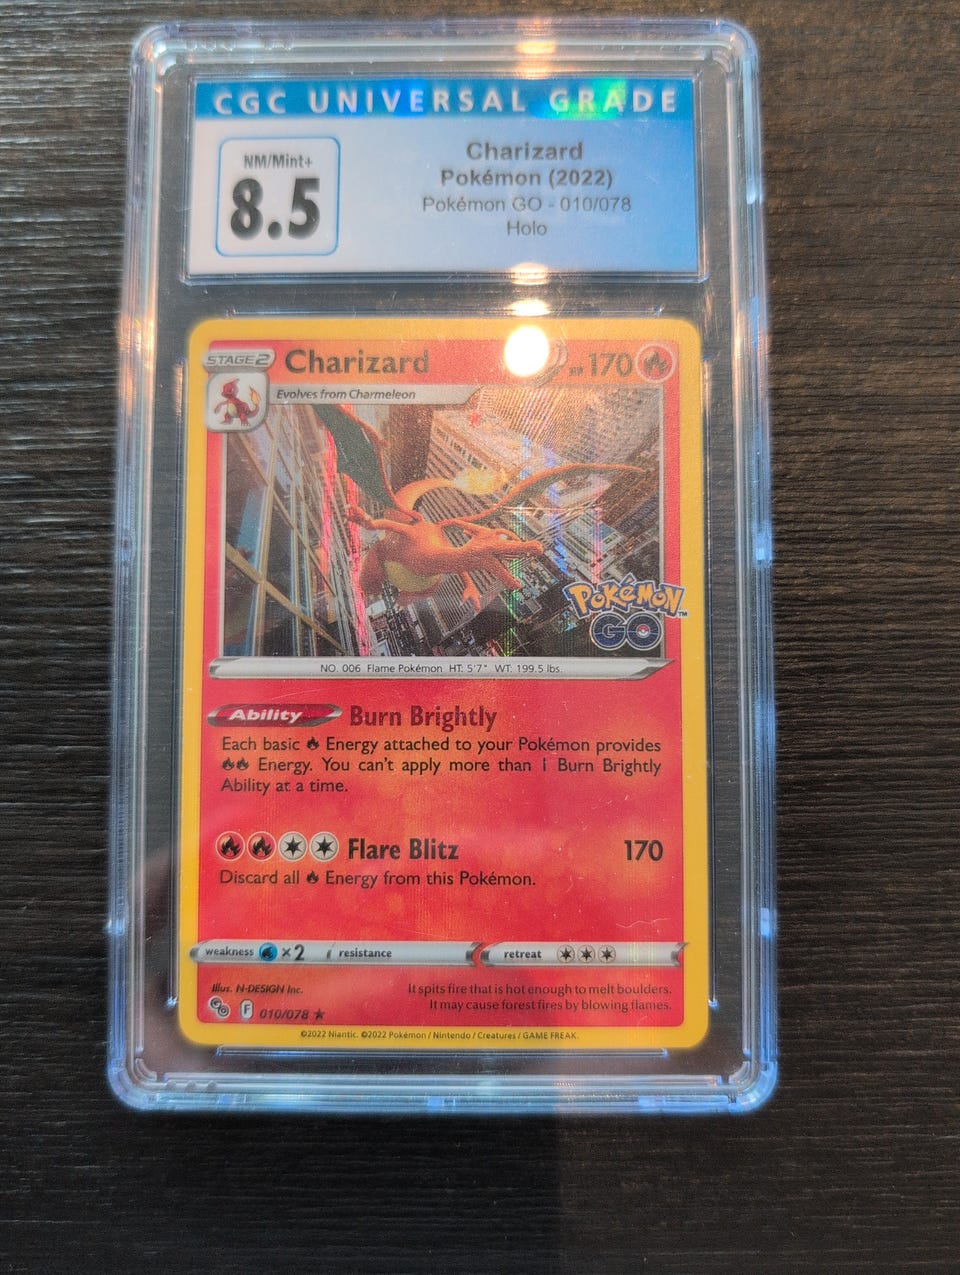 CGC UNIVERSAL GRADE
NM/Mint+
8.5
Charizard
Pokémon (2022)
Pokémon GO - 010/078
Holo
STAGE 2
Charizard
HP 170
Evolves from Charmeleon
POKÉMON
GO
NO. 006 Flame Pokémon HT: 5'7" WT: 199.5 lbs.
Ability Burn Brightly
Each basic Energy attached to your Pokémon provides
Energy. You can't apply more than 1 Burn Brightly
Ability at a time.
Flare Blitz 170
Discard all Energy from this Pokémon.
weakness ×2 resistance retreat
Illus. N-DESIGN Inc.
It spits fire that is hot enough to melt boulders.
It may cause forest fires by blowing flames.
F 010/078 ★
©2022 Niantic. ©2022 Pokémon / Nintendo / Creatures / GAME FREAK.